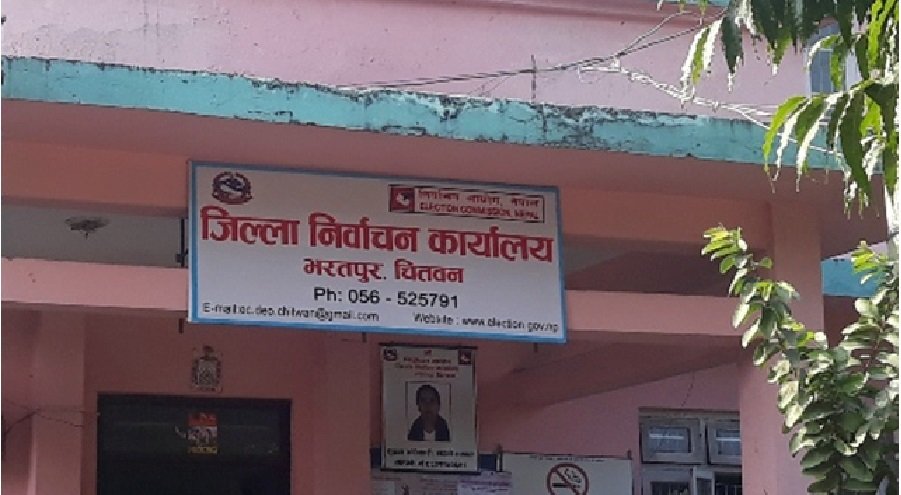 निर्वाचन आयोग, नेपाल
ELECTION COMMISSION, NEPAL
जिल्ला निर्वाचन कार्यालय
भरतपुर, चितवन
Ph: 056 - 525791
E-mail:ec.deo.chitwan@gmail.com Website : www.election.gov.np